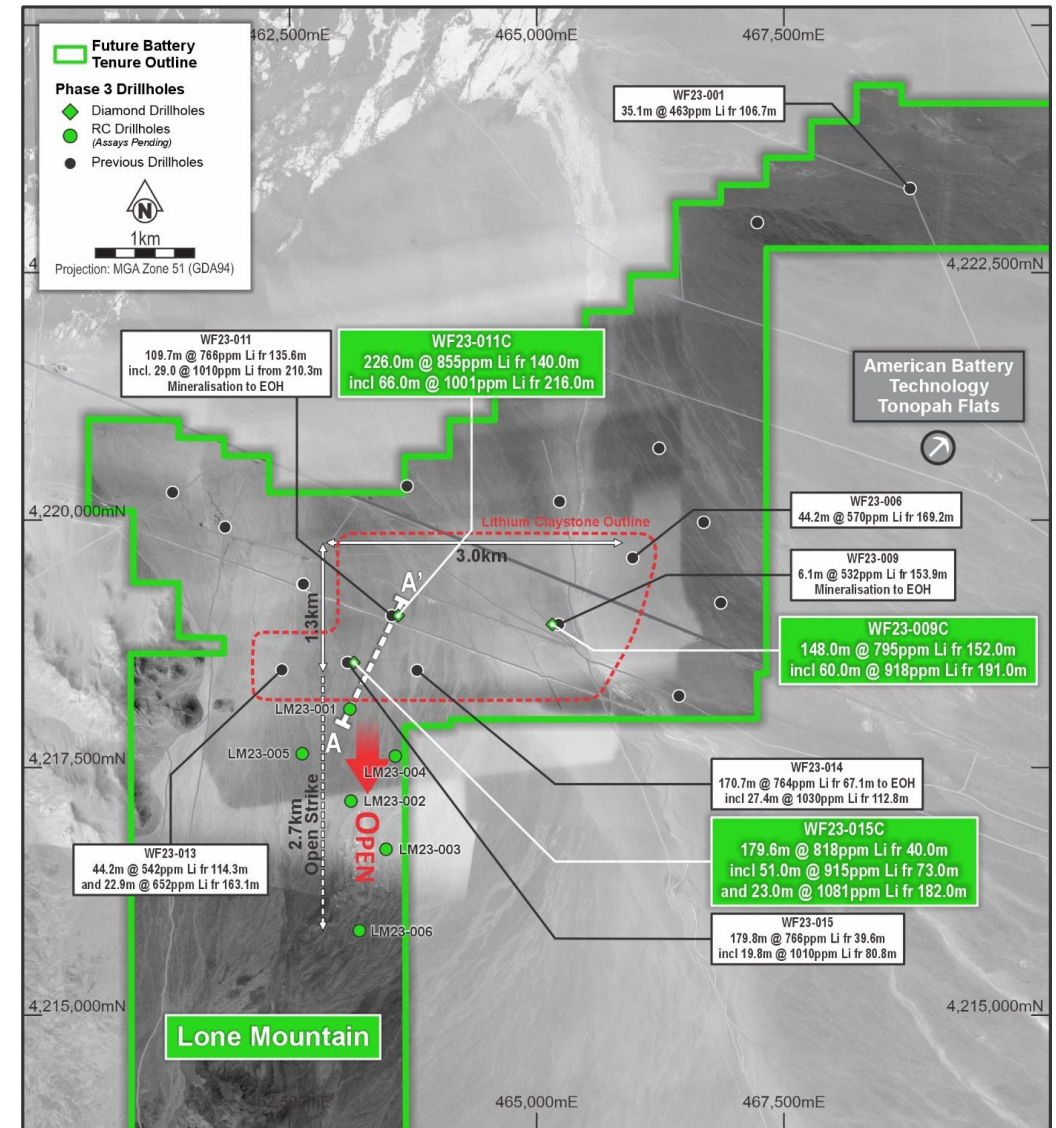 462,500mE
465,000mE
467,500mE
Future Battery
Tenure Outline
Phase 3 Drillholes
Diamond Drillholes
RC Drillholes
(Assays Pending)
Previous Drillholes
N
1km
Projection: MGA Zone 51 (GDA94)
WF23-001
35.1m @ 463ppm Li fr 106.7m
4,222,500mN
WF23-011
109.7m @ 766ppm Li fr 135.6m
incl. 29.0 @ 1010ppm Li from 210.3m
Mineralisation to EOH
WF23-011C
226.0m @ 855ppm Li fr 140.0m
incl 66.0m @ 1001ppm Li fr 216.0m
American Battery
Technology
Tonopah Flats
4,220,000mN
Lithium Claystone Outline
3.0km
WF23-006
44.2m @ 570ppm Li fr 169.2m
WF23-009
6.1m @ 532ppm Li fr 153.9m
Mineralisation to EOH
A'
1.3km
WF23-009C
148.0m @ 795ppm Li fr 152.0m
incl 60.0m @ 918ppm Li fr 191.0m
LM23-001
A
LM23-005
LM23-004
4,217,500mN
LM23-002
OPEN
2.7km
Open Strike
LM23-003
WF23-014
170.7m @ 764ppm Li fr 67.1m to EOH
incl 27.4m @ 1030ppm Li fr 112.8m
WF23-015C
179.6m @ 818ppm Li fr 40.0m
incl 51.0m @ 915ppm Li fr 73.0m
and 23.0m @ 1081ppm Li fr 182.0m
WF23-013
44.2m @ 542ppm Li fr 114.3m
and 22.9m @ 652ppm Li fr 163.1m
LM23-006
WF23-015
179.8m @ 766ppm Li fr 39.6m
incl 19.8m @ 1010ppm Li fr 80.8m
4,215,000mN
4,215,000mN
Lone Mountain
462,500mE
465,000mE
467,500mE